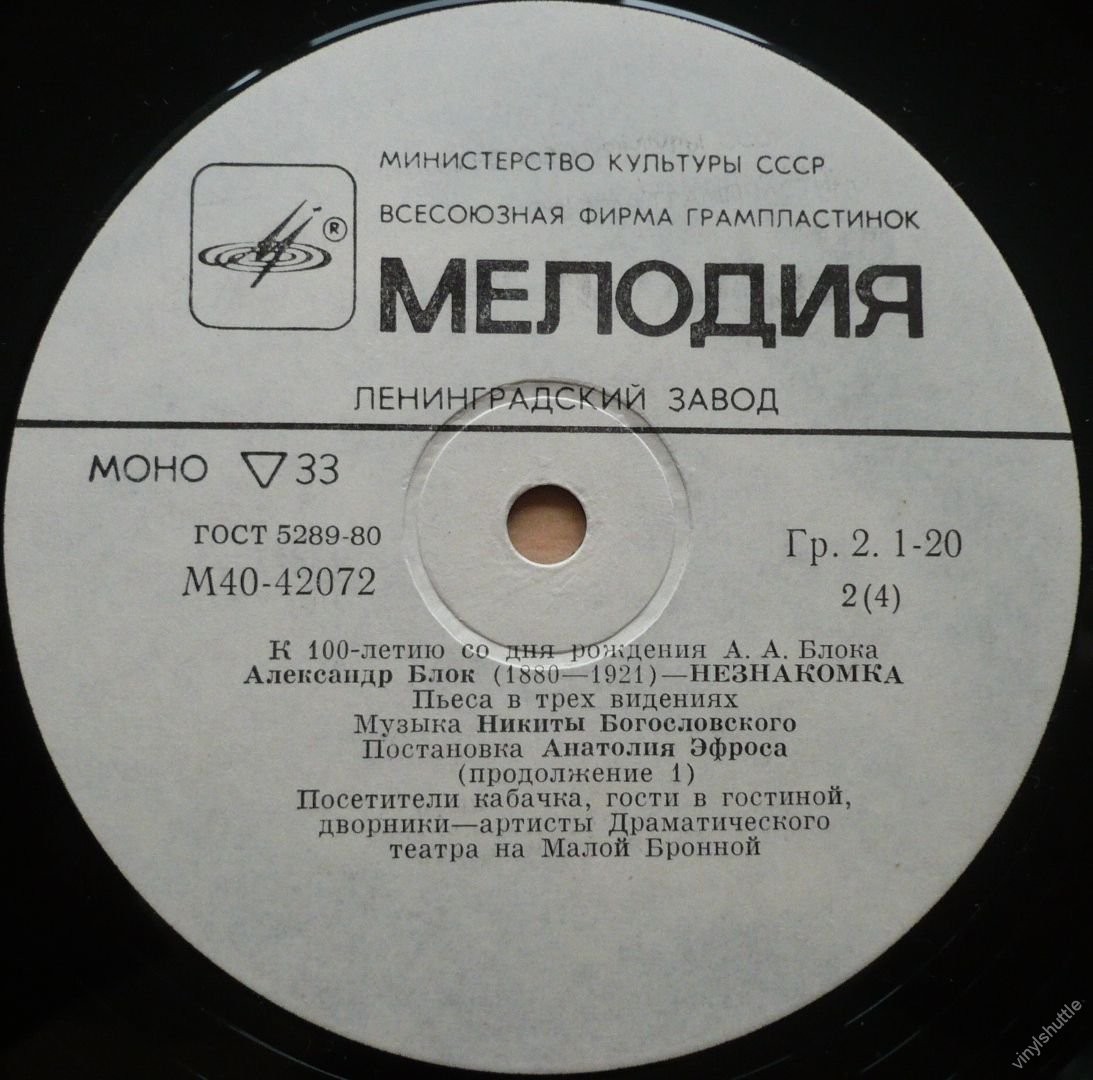 МИНИСТЕРСТВО КУЛЬТУРЫ СССР
ВСЕСОЮЗНАЯ ФИРМА ГРАМПЛАСТИНОК
®
МЕЛОДИЯ
ЛЕНИНГРАДСКИЙ ЗАВОД
МОНО ▽ 33
ГОСТ 5289-80
М40-42072
Гр. 2. 1-20
2(4)
К 100-летию со дня рождения А. А. Блока
Александр Блок (1880—1921)—НЕЗНАКОМКА
Пьеса в трех видениях
Музыка Никиты Богословского
Постановка Анатолия Эфроса
(продолжение 1)
Посетители кабачка, гости в гостиной,
дворники—артисты Драматического
театра на Малой Бронной
vinylshuttle